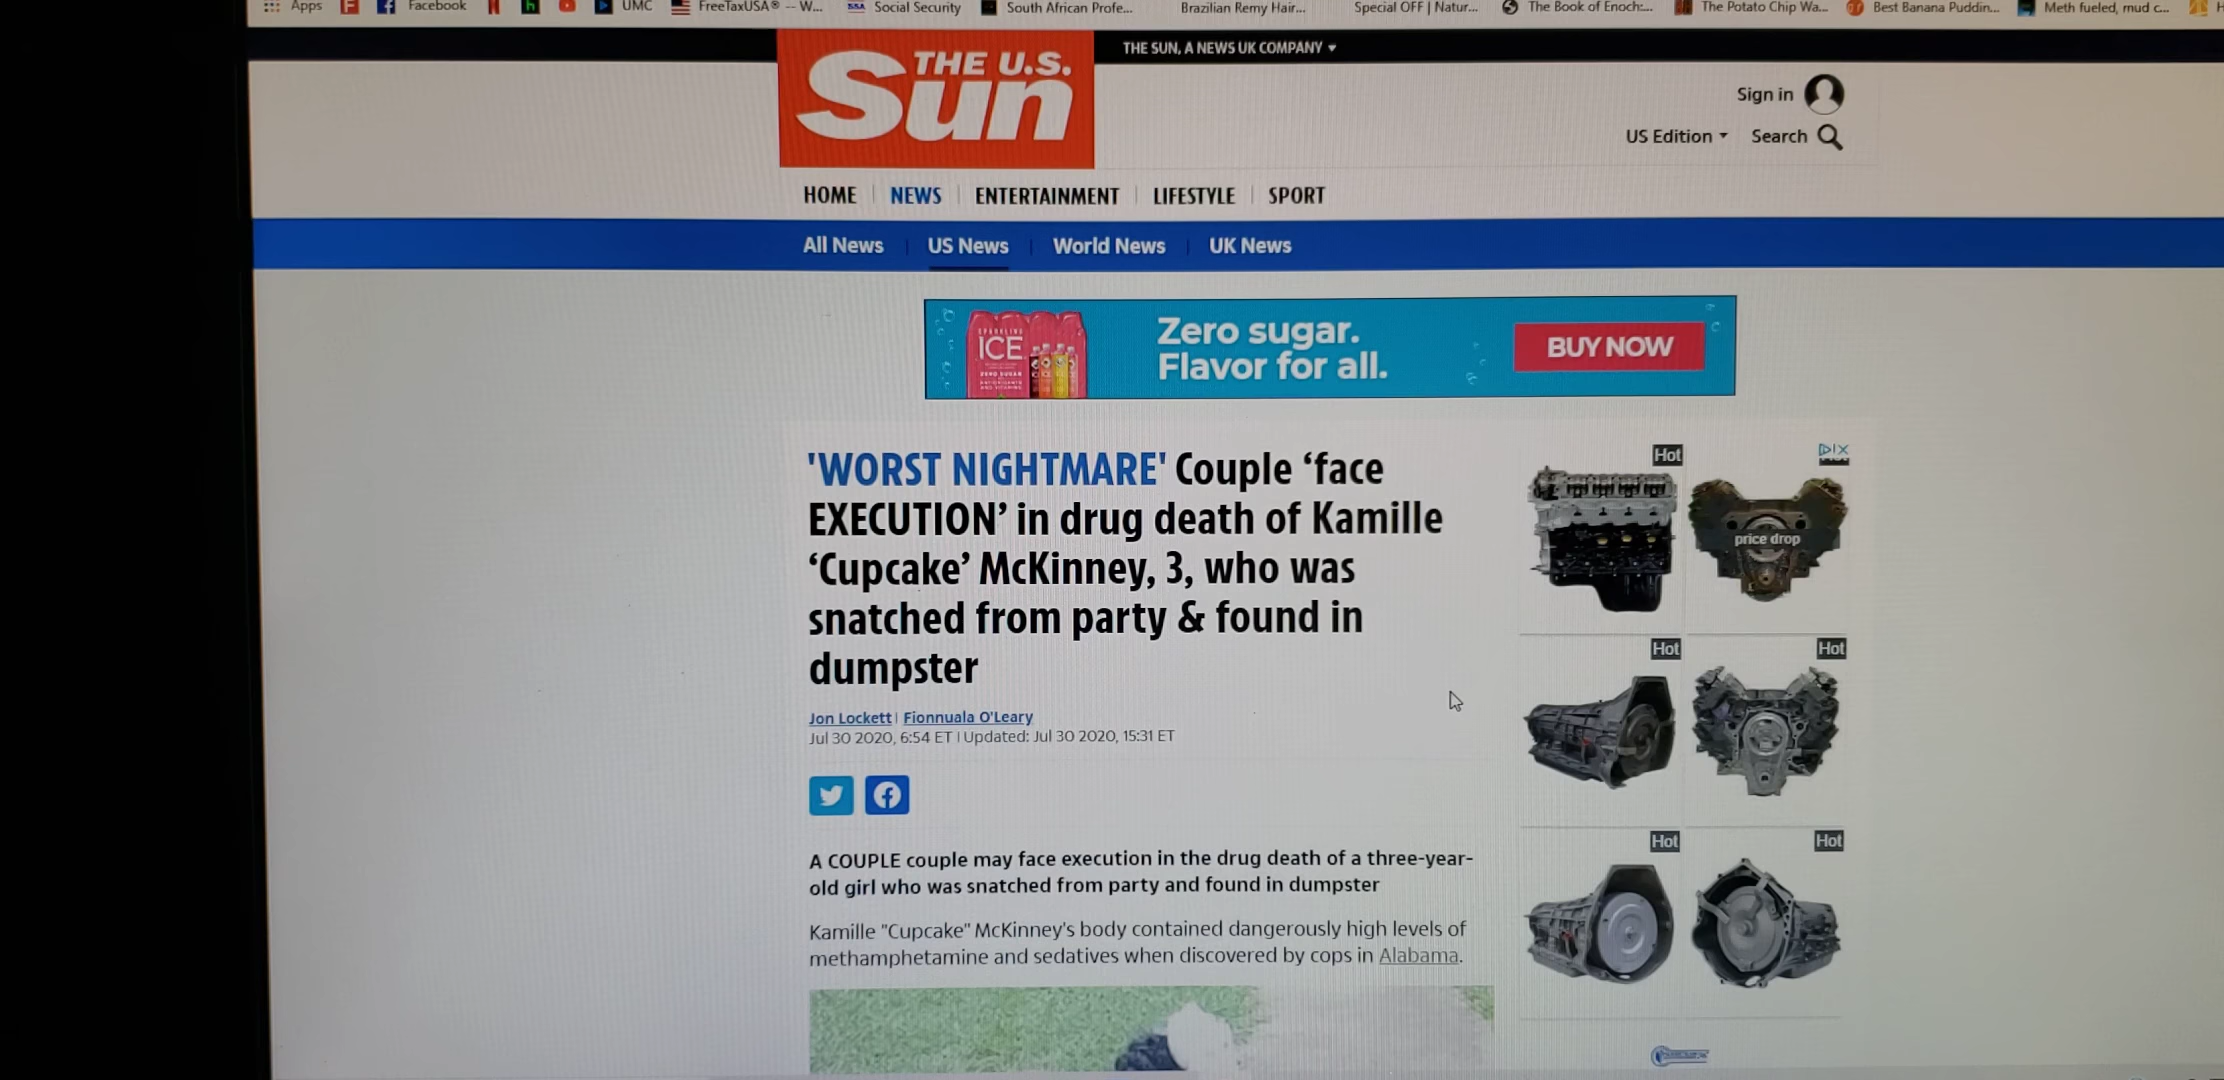 Apps Facebook UMC FreeTaxUSA® -- W... Social Security South African Profe... Brazilian Remy Hair... Special OFF | Natur... The Book of Enoch:... The Potato Chip Wa... Best Banana Puddin... Meth fueled, mud c...
THE SUN, A NEWS UK COMPANY
THE U.S.
Sun
Sign in
US Edition Search
HOME NEWS ENTERTAINMENT LIFESTYLE SPORT
All News US News World News UK News
SPARKLING
ICE
ZERO SUGAR
Zero sugar.
Flavor for all.
BUY NOW
'WORST NIGHTMARE' Couple ‘face
EXECUTION’ in drug death of Kamille
‘Cupcake’ McKinney, 3, who was
snatched from party & found in
dumpster
Jon Lockett | Fionnuala O'Leary
Jul 30 2020, 6:54 ET | Updated: Jul 30 2020, 15:31 ET
A COUPLE couple may face execution in the drug death of a three-year-
old girl who was snatched from party and found in dumpster
Kamille "Cupcake" McKinney's body contained dangerously high levels of
methamphetamine and sedatives when discovered by cops in Alabama.
Hot
price drop
Hot
Hot
Hot
Hot